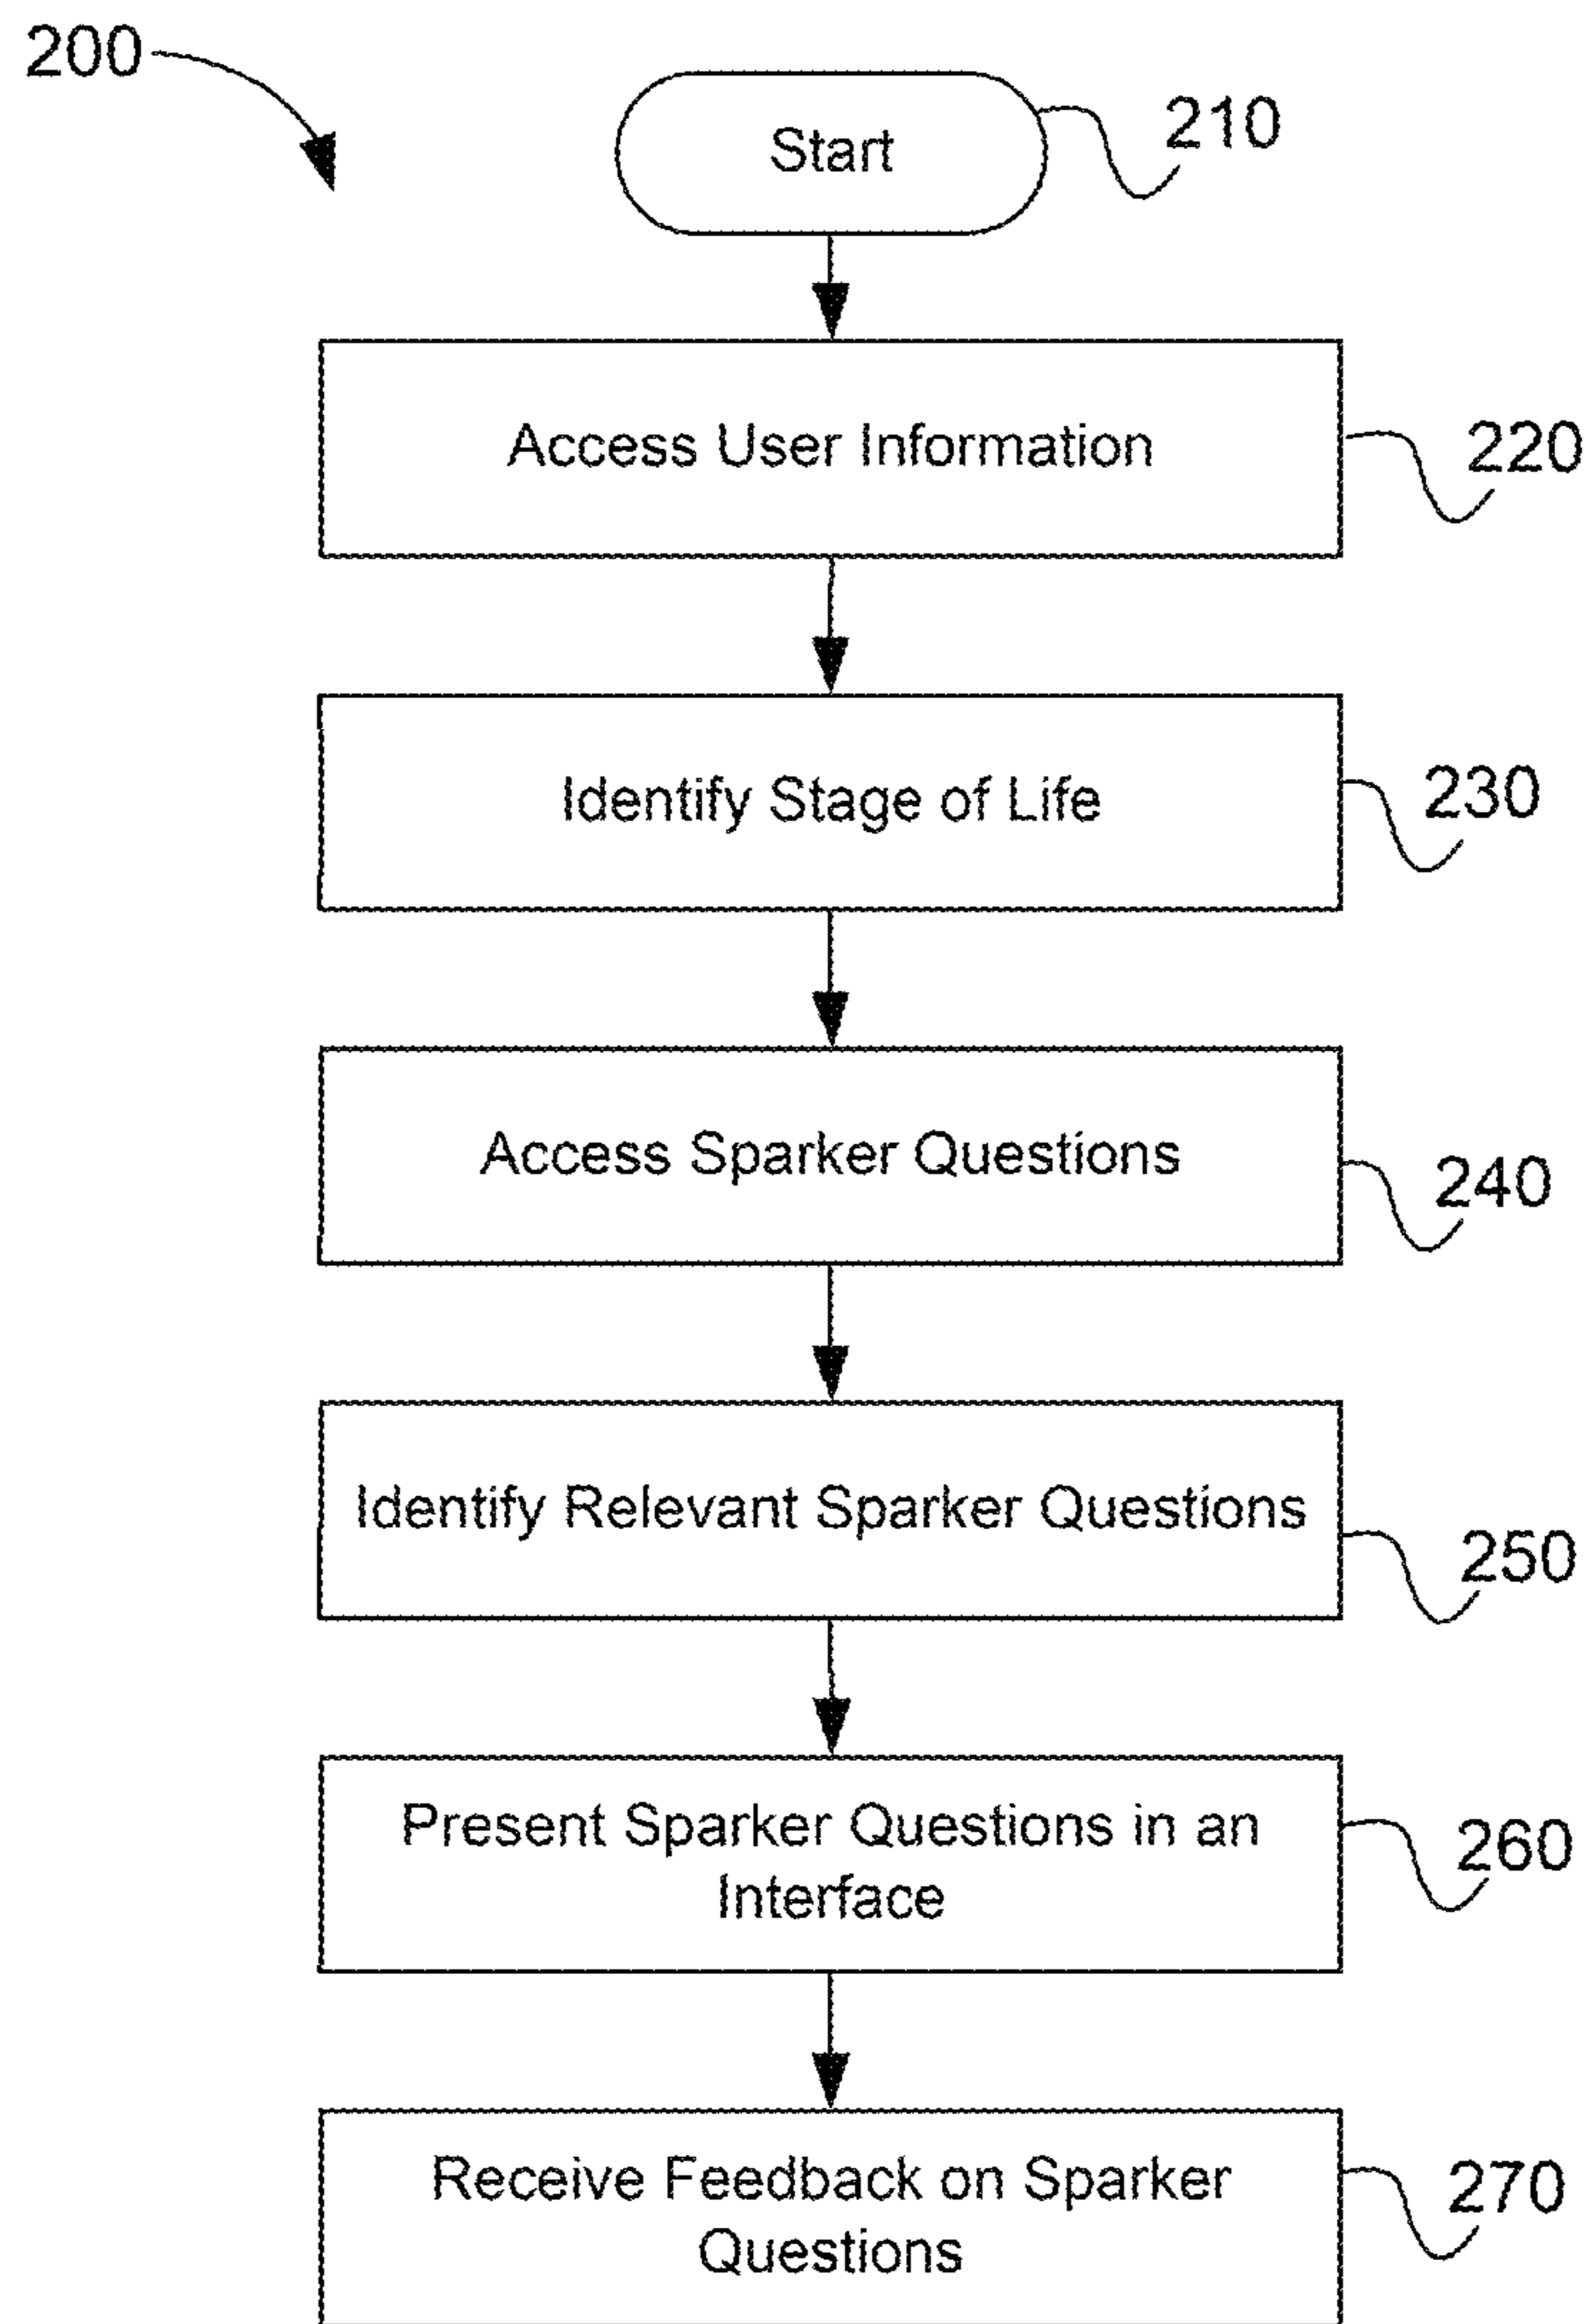 200
Start
210
Access User Information
220
Identify Stage of Life
230
Access Sparker Questions
240
Identify Relevant Sparker Questions
250
Present Sparker Questions in an
Interface
260
Receive Feedback on Sparker
Questions
270